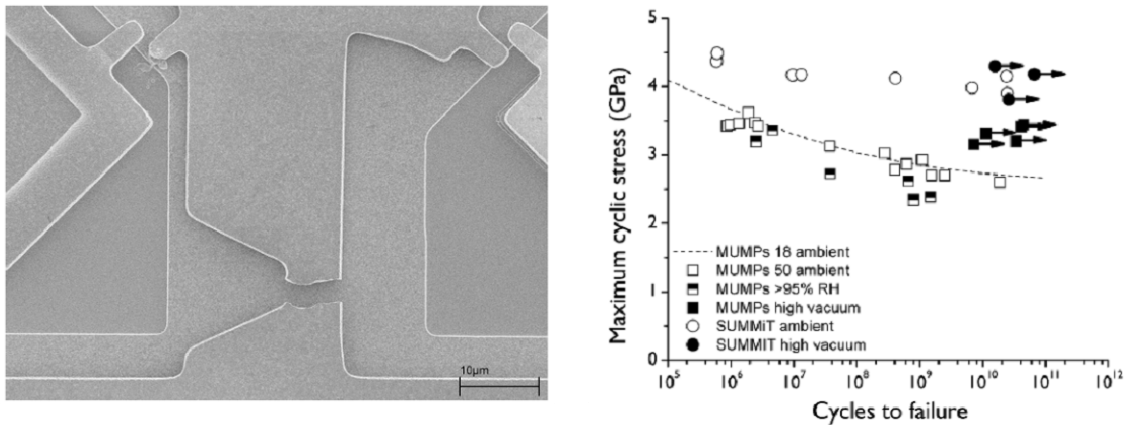 10µm
Maximum cyclic stress (GPa)
5
4
3
2
1
0
MUMPs 18 ambient
MUMPs 50 ambient
MUMPs >95% RH
MUMPs high vacuum
SUMMiT ambient
SUMMIT high vacuum
10⁵ 10⁶ 10⁷ 10⁸ 10⁹ 10¹⁰ 10¹¹ 10¹²
Cycles to failure